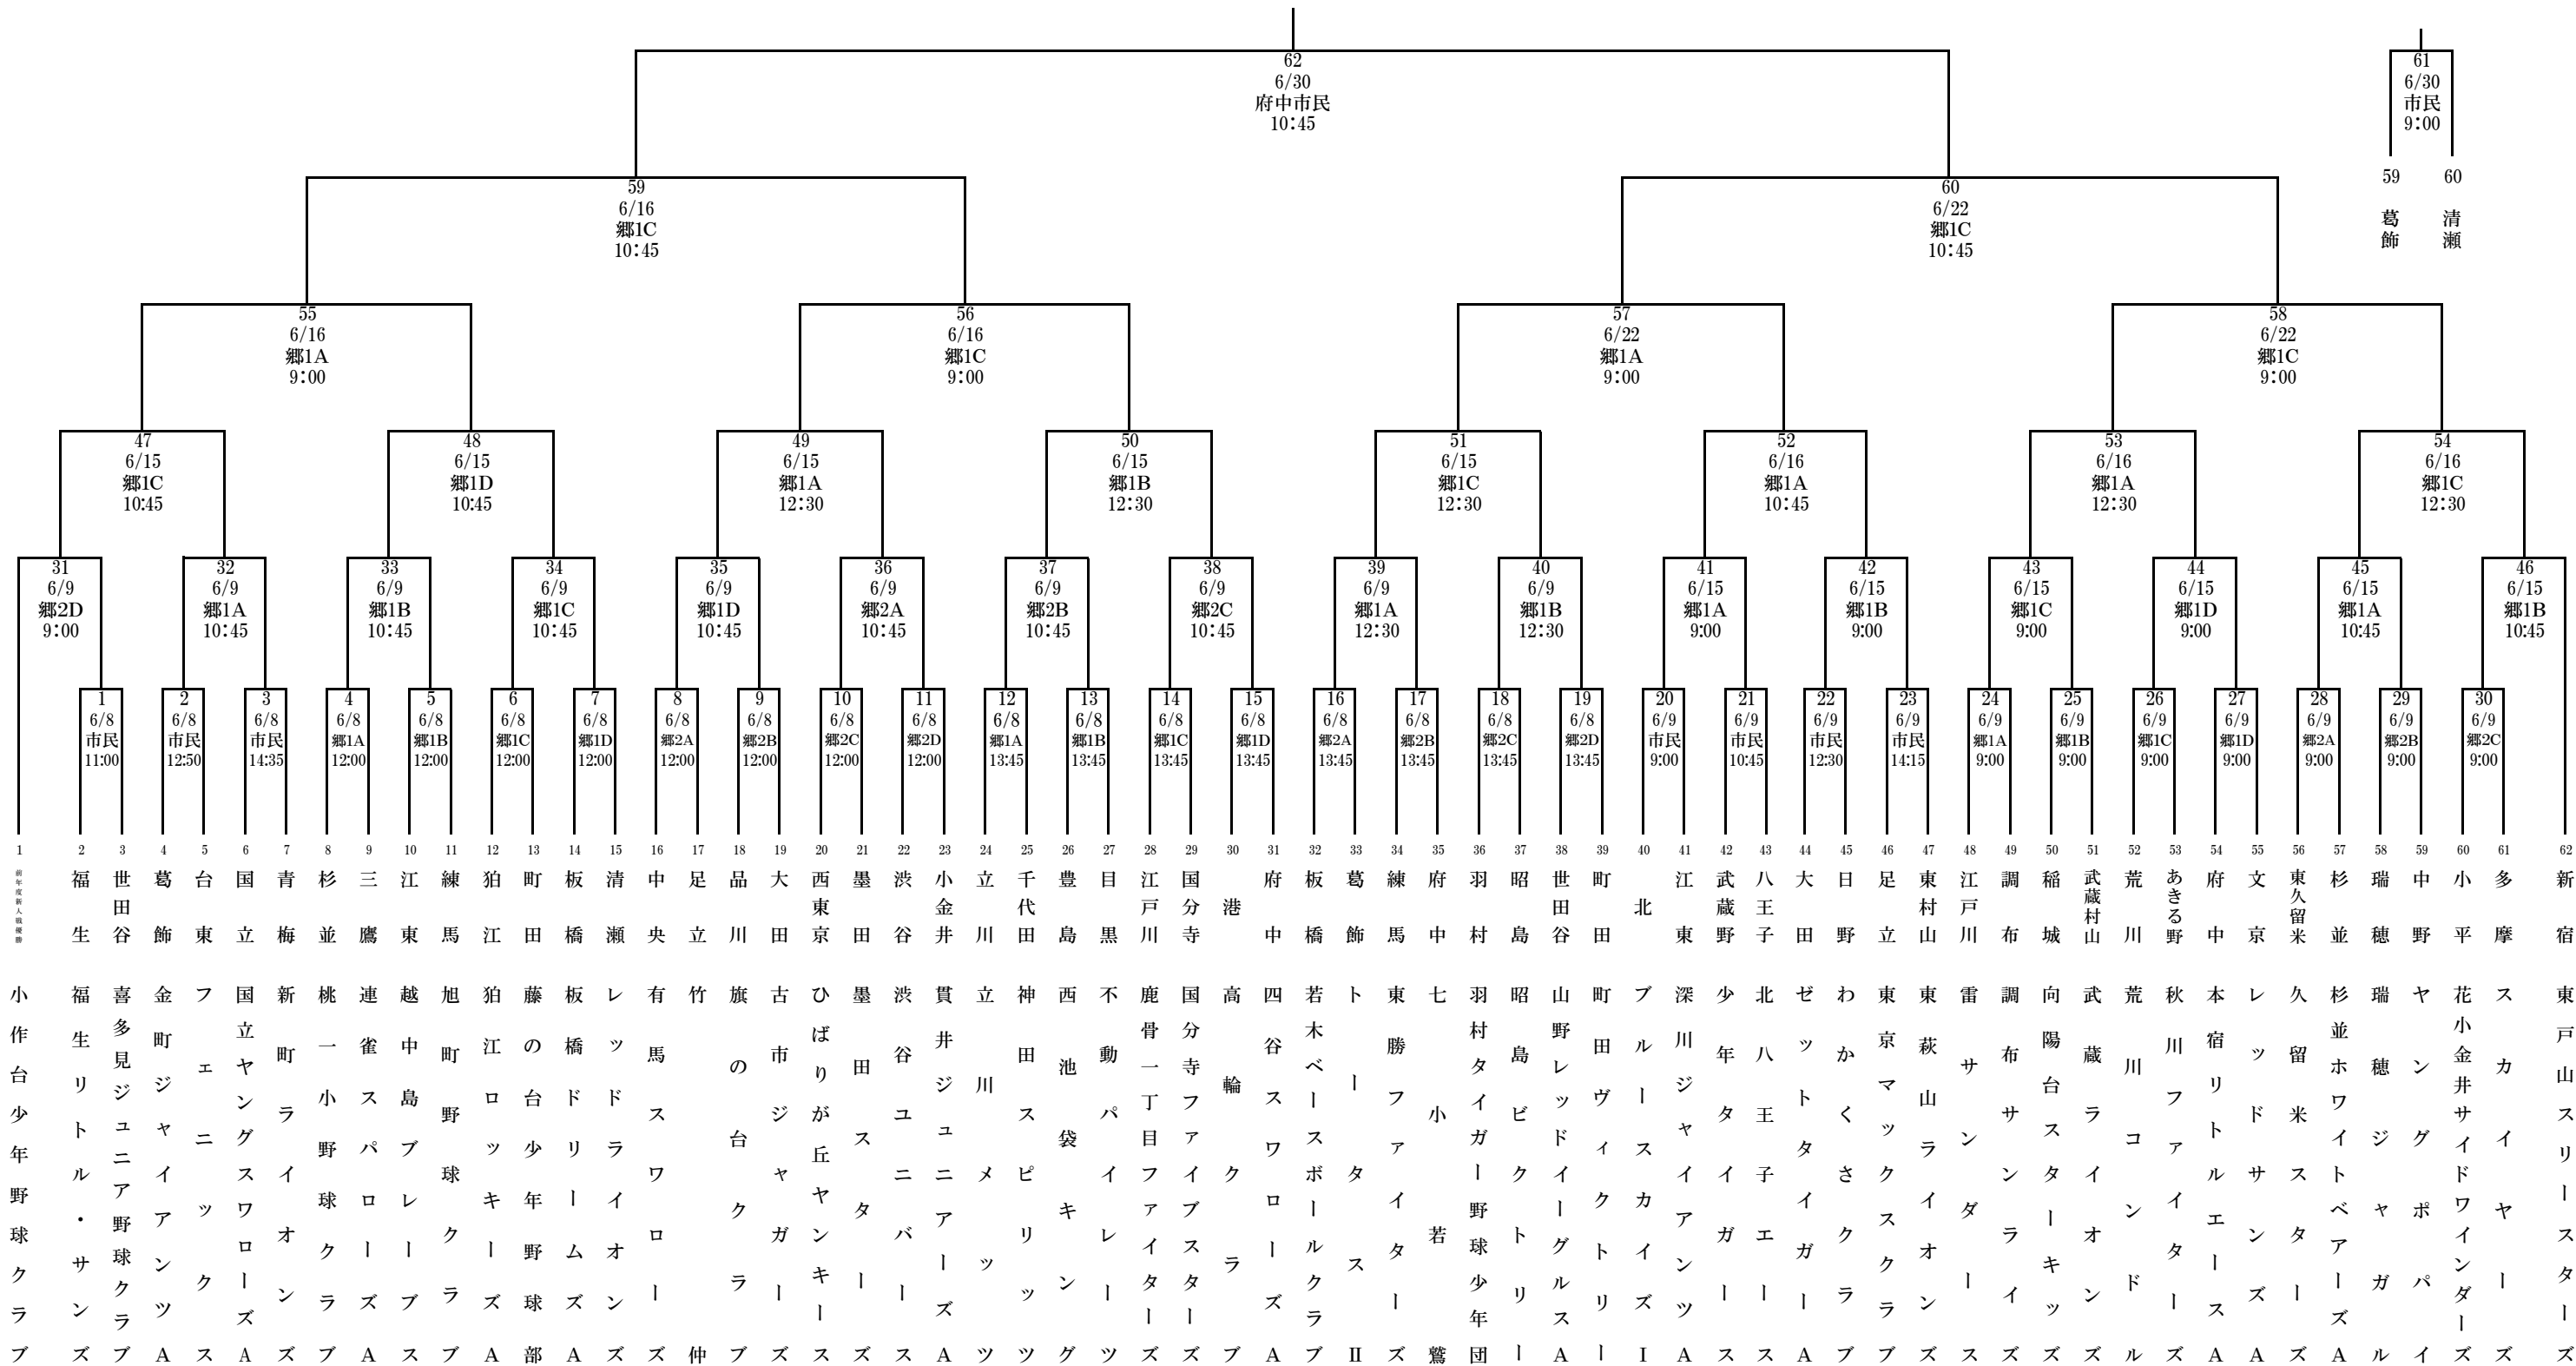 62
6/30
府中市民
10:45
61
6/30
市民
9:00
59 葛飾
60 清瀬
59
6/16
郷1C
10:45
60
6/22
郷1C
10:45
55
6/16
郷1A
9:00
56
6/16
郷1C
9:00
57
6/22
郷1A
9:00
58
6/22
郷1C
9:00
47
6/15
郷1C
10:45
48
6/15
郷1D
10:45
49
6/15
郷1A
12:30
50
6/15
郷1B
12:30
51
6/15
郷1C
12:30
52
6/16
郷1A
10:45
53
6/16
郷1A
12:30
54
6/16
郷1C
12:30
31
6/9
郷2D
9:00
32
6/9
郷1A
10:45
33
6/9
郷1B
10:45
34
6/9
郷1C
10:45
35
6/9
郷1D
10:45
36
6/9
郷2A
10:45
37
6/9
郷2B
10:45
38
6/9
郷2C
10:45
39
6/9
郷1A
12:30
40
6/9
郷1B
12:30
41
6/15
郷1A
9:00
42
6/15
郷1B
9:00
43
6/15
郷1C
9:00
44
6/15
郷1D
9:00
45
6/15
郷1A
10:45
46
6/15
郷1B
10:45
1
6/8
市民
11:00
2
6/8
市民
12:50
3
6/8
市民
14:35
4
6/8
郷1A
12:00
5
6/8
郷1B
12:00
6
6/8
郷1C
12:00
7
6/8
郷1D
12:00
8
6/8
郷2A
12:00
9
6/8
郷2B
12:00
10
6/8
郷2C
12:00
11
6/8
郷2D
12:00
12
6/8
郷1A
13:45
13
6/8
郷1B
13:45
14
6/8
郷1C
13:45
15
6/8
郷1D
13:45
16
6/8
郷2A
13:45
17
6/8
郷2B
13:45
18
6/8
郷2C
13:45
19
6/8
郷2D
13:45
20
6/9
市民
9:00
21
6/9
市民
10:45
22
6/9
市民
12:30
23
6/9
市民
14:15
24
6/9
郷1A
9:00
25
6/9
郷1B
9:00
26
6/9
郷1C
9:00
27
6/9
郷1D
9:00
28
6/9
郷2A
9:00
29
6/9
郷2B
9:00
30
6/9
郷2C
9:00
1 前年度新人戦優勝 小作台少年野球クラブ
2 福生 福生リトル・サンズ
3 世田谷 喜多見ジュニア野球クラブ
4 葛飾 金町ジャイアンツA
5 台東 フェニックス
6 国立 国立ヤングスワローズA
7 青梅 新町ライオンズ
8 杉並 桃一小野球クラブ
9 三鷹 連雀スパローズA
10 江東 越中島ブレーブス
11 練馬 旭町野球クラブ
12 狛江 狛江ロッキーズA
13 町田 藤の台少年野球部
14 板橋 板橋ドリームズA
15 清瀬 レッドライオンズ
16 中央 有馬スワローズ
17 足立 竹仲
18 品川 旗の台クラブ
19 大田 古市ジャガーズ
20 西東京 ひばりが丘ヤンキース
21 墨田 墨田スターズ
22 渋谷 渋谷ユニバース
23 小金井 貫井ジュニアーズA
24 立川 立川メッツ
25 千代田 神田スピリッツ
26 豊島 西池袋キング
27 目黒 不動パイレーツ
28 江戸川 鹿骨一丁目ファイターズ
29 国分寺 国分寺ファイブスターズ
30 港 高輪クラブ
31 府中 四谷スワローズA
32 板橋 若木ベースボールクラブ
33 葛飾 トータスII
34 練馬 東勝ファイターズ
35 府中 七小若鷲
36 羽村 羽村タイガー野球少年団
37 昭島 昭島ビクトリー
38 世田谷 山野レッドイーグルスA
39 町田 町田ヴィクトリー
40 北 ブルースカイズI
41 江東 深川ジャイアンツA
42 武蔵野 少年タイガース
43 八王子 北八王子エース
44 大田 ゼットタイガーA
45 日野 わかくさクラブ
46 足立 東京マックスクラブ
47 東村山 東萩山ライオンズ
48 江戸川 雷サンダース
49 調布 調布サンライズ
50 稲城 向陽台スターキッズ
51 武蔵村山 武蔵ライオンズ
52 荒川 荒川コンドル
53 あきる野 秋川ファイターズ
54 府中 本宿リトルエースA
55 文京 レッドサンズA
56 東久留米 久留米スターズ
57 杉並 杉並ホワイトベアーズA
58 瑞穂 瑞穂ジャガル
59 中野 ヤングポパイ
60 小平 花小金井サイドワインダーズ
61 多摩 スカイヤーズ
62 新宿 東戸山スリースターズ